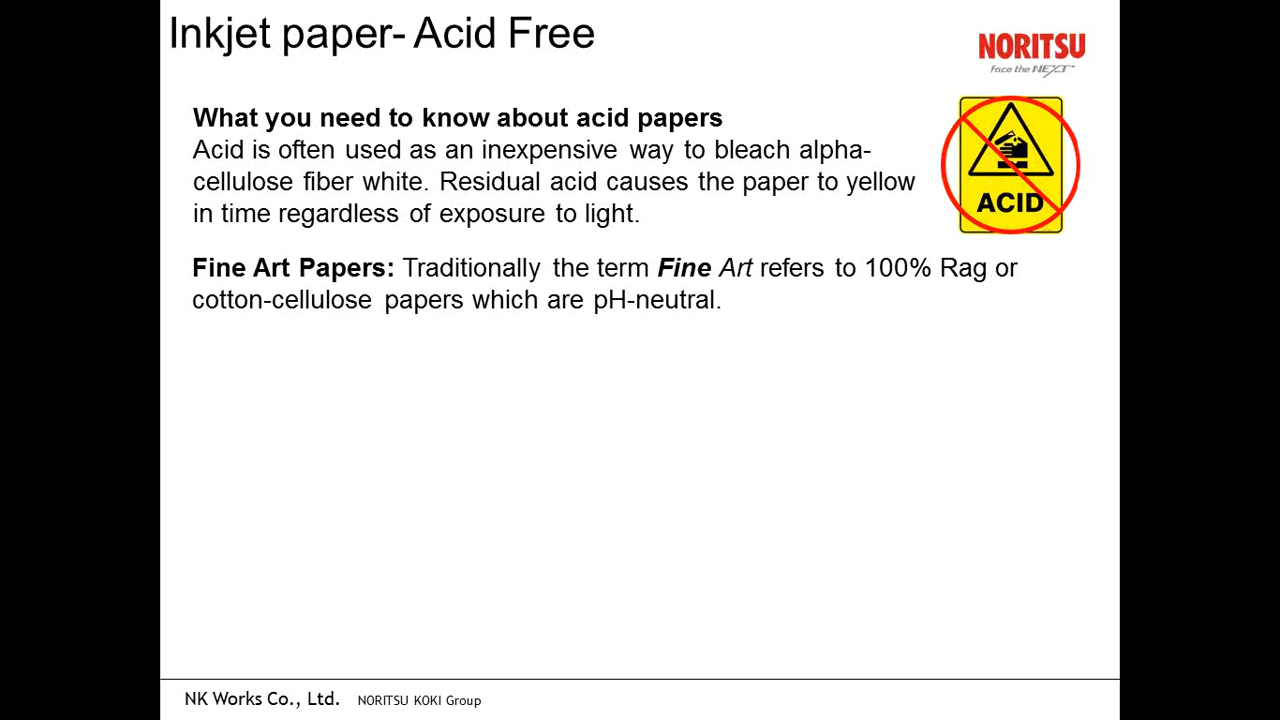 Inkjet paper- Acid Free
NORITSU
face the NEXT™
What you need to know about acid papers
Acid is often used as an inexpensive way to bleach alpha-
cellulose fiber white. Residual acid causes the paper to yellow
in time regardless of exposure to light.
ACID
Fine Art Papers: Traditionally the term Fine Art refers to 100% Rag or
cotton-cellulose papers which are pH-neutral.
NK Works Co., Ltd. NORITSU KOKI Group